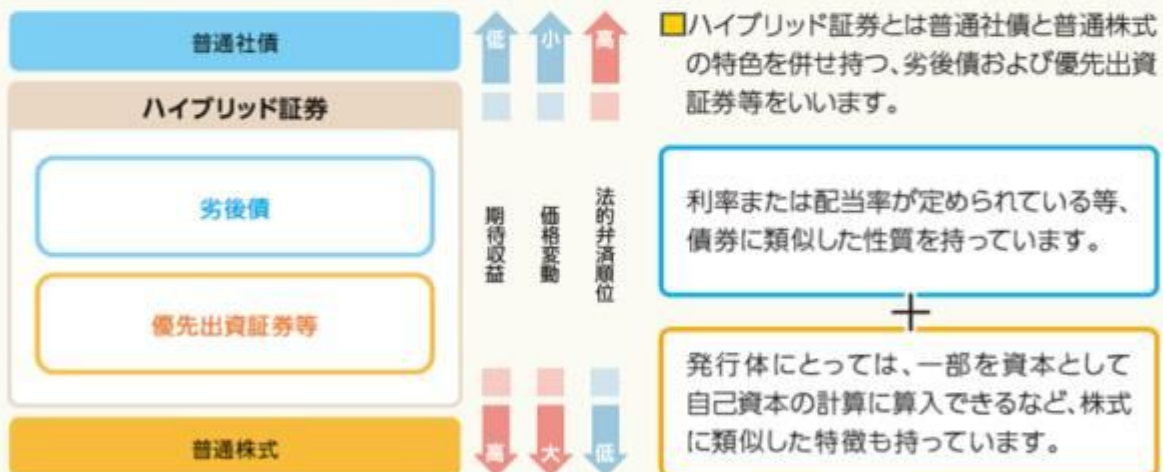 普通社債
ハイブリッド証券
劣後債
優先出資証券等
普通株式
低
小
高
期待収益
価格変動
法的弁済順位
高
大
低
ハイブリッド証券とは普通社債と普通株式
の特色を併せ持つ、劣後債および優先出資
証券等をいいます。
利率または配当率が定められている等、
債券に類似した性質を持っています。
+
発行体にとっては、一部を資本として
自己資本の計算に算入できるなど、株式
に類似した特徴も持っています。